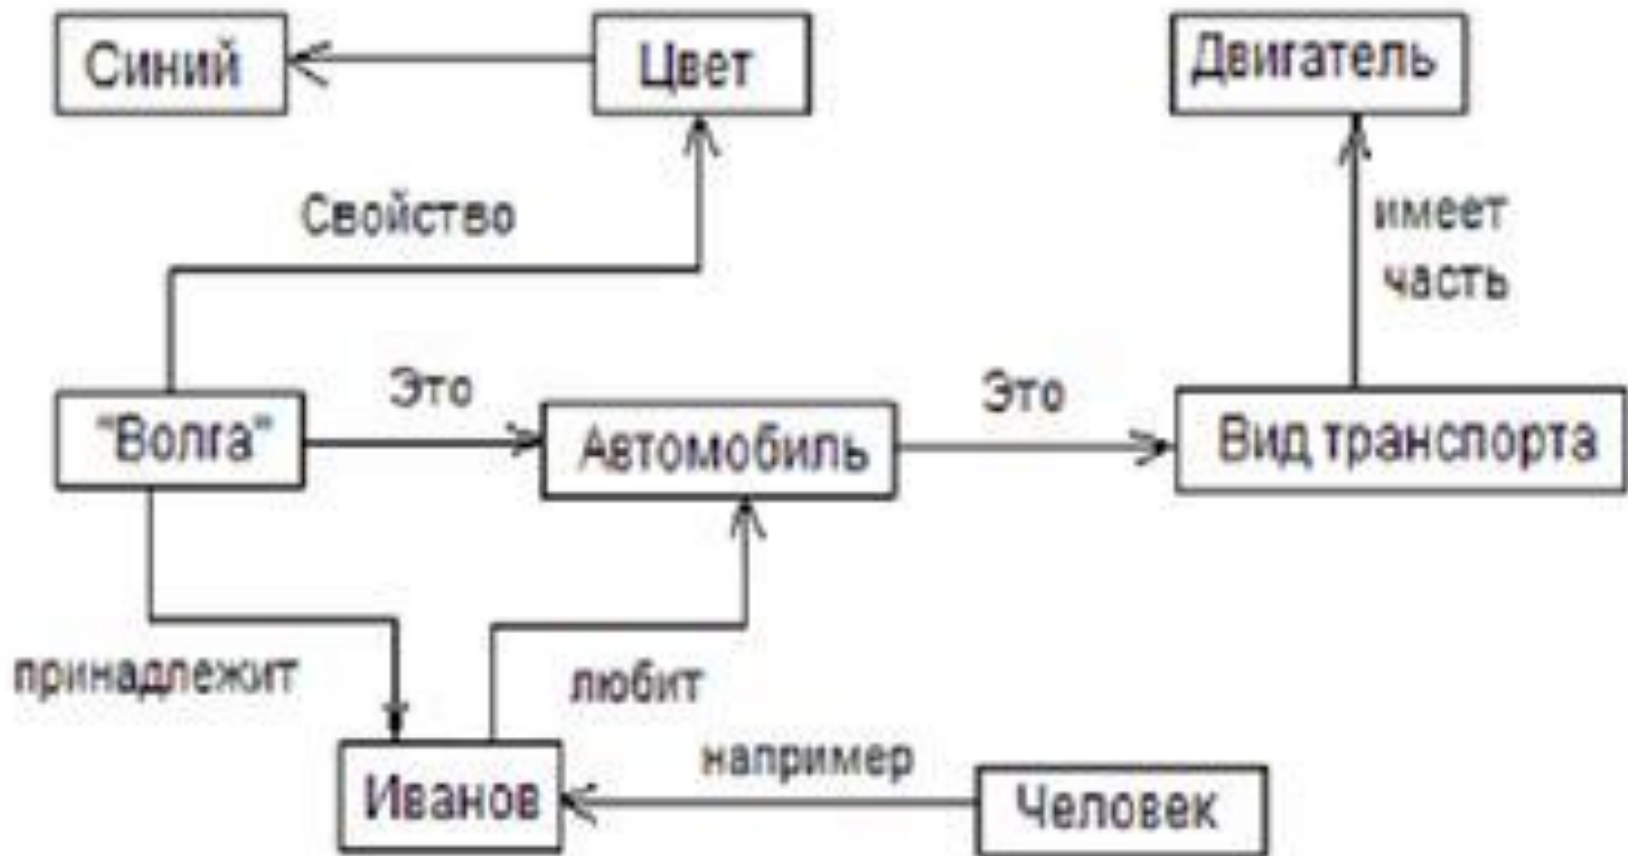 Синий
Цвет
Двигатель
Свойство
имеет
часть
"Волга"
Это
Автомобиль
Это
Вид транспорта
принадлежит
любит
например
Иванов
Человек